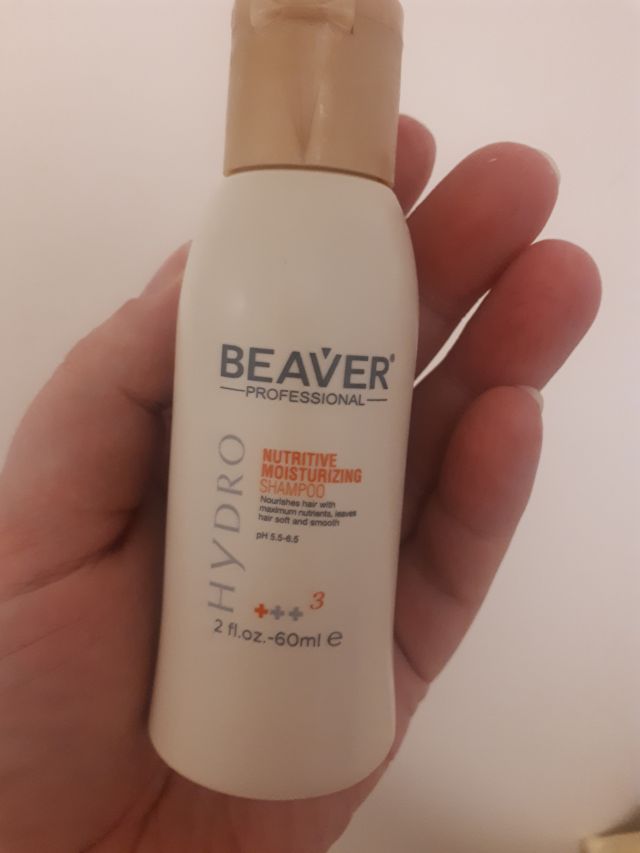 BEAVER®
PROFESSIONAL
HYDRO
NUTRITIVE
MOISTURIZING
SHAMPOO
Nourishes hair with
maximum nutrients, leaves
hair soft and smooth
pH 5.5-6.5
+++ 3
2 fl.oz.-60ml e